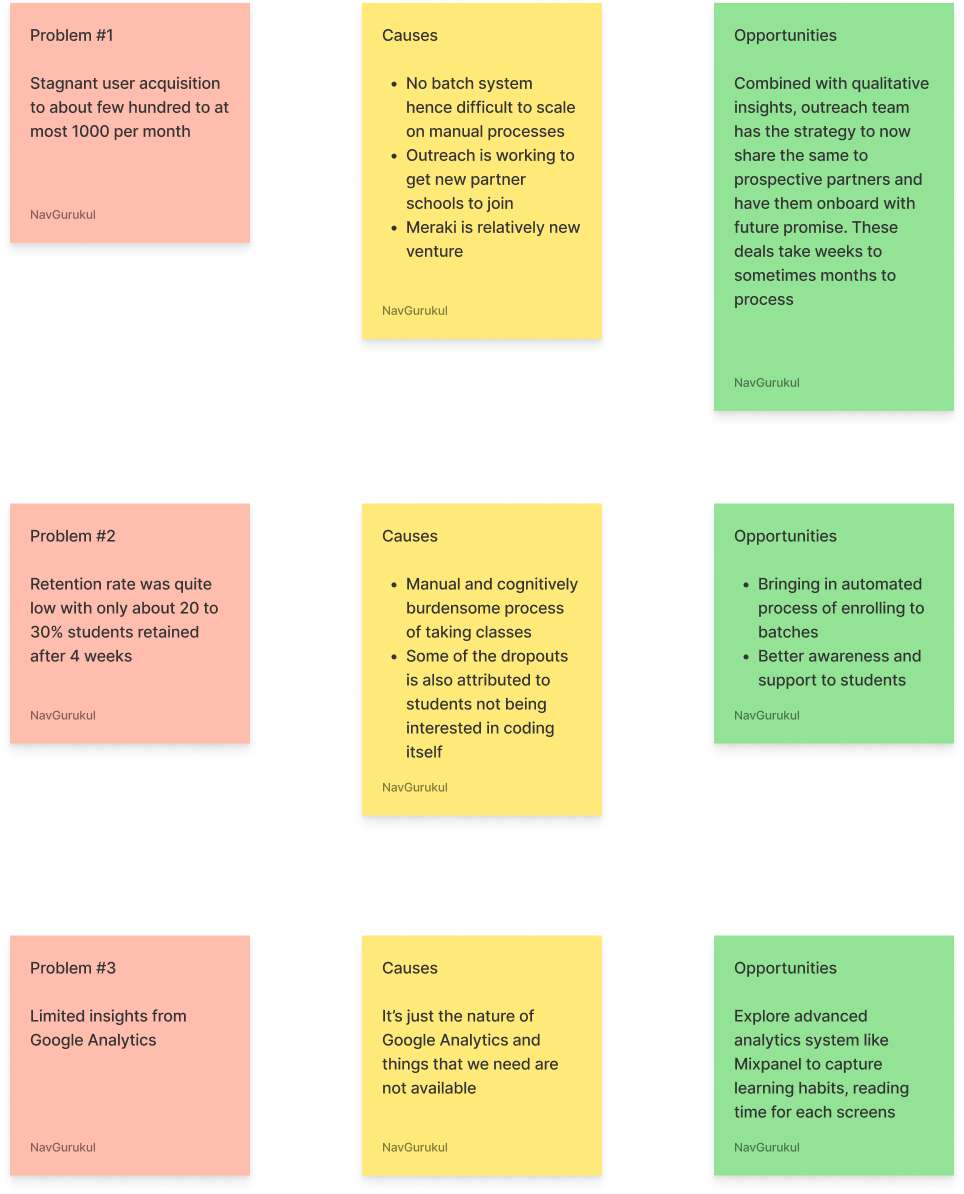 Problem #1
Stagnant user acquisition
to about few hundred to at
most 1000 per month
NavGurukul
Causes
• No batch system
hence difficult to scale
on manual processes
• Outreach is working to
get new partner
schools to join
• Meraki is relatively new
venture
NavGurukul
Opportunities
Combined with qualitative
insights, outreach team
has the strategy to now
share the same to
prospective partners and
have them onboard with
future promise. These
deals take weeks to
sometimes months to
process
NavGurukul
Problem #2
Retention rate was quite
low with only about 20 to
30% students retained
after 4 weeks
NavGurukul
Causes
• Manual and cognitively
burdensome process
of taking classes
• Some of the dropouts
is also attributed to
students not being
interested in coding
itself
NavGurukul
Opportunities
• Bringing in automated
process of enrolling to
batches
• Better awareness and
support to students
NavGurukul
Problem #3
Limited insights from
Google Analytics
NavGurukul
Causes
It’s just the nature of
Google Analytics and
things that we need are
not available
NavGurukul
Opportunities
Explore advanced
analytics system like
Mixpanel to capture
learning habits, reading
time for each screens
NavGurukul